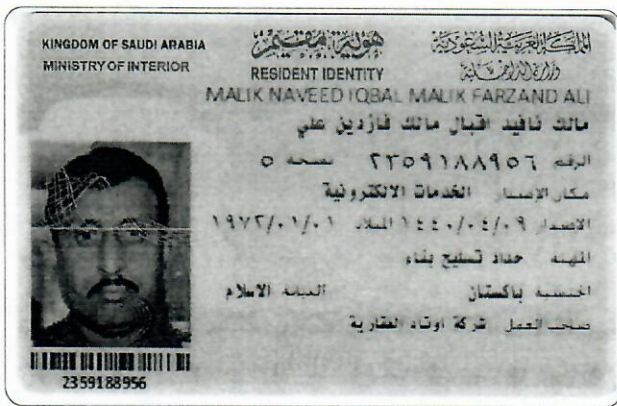 KINGDOM OF SAUDI ARABIA
MINISTRY OF INTERIOR
هوية مقيم
RESIDENT IDENTITY
المملكة العربية السعودية
وزارة الداخلية
MALIK NAVEED IQBAL MALIK FARZAND ALI
مالك نافيد اقبال مالك فازدين علي
الرقم ٢٣٥٩١٨٨٩٥٦ نسخة ٥
مكان الإصدار الخدمات الالكترونية
الاصدار ١٤٤٠/٠٤/٠٩ الميلاد ١٩٧٢/٠١/٠١
المهنة حداد تسليح بناء
الجنسية باكستان الديانة الاسلام
صاحب العمل شركة اوتاد العقارية
2359188956